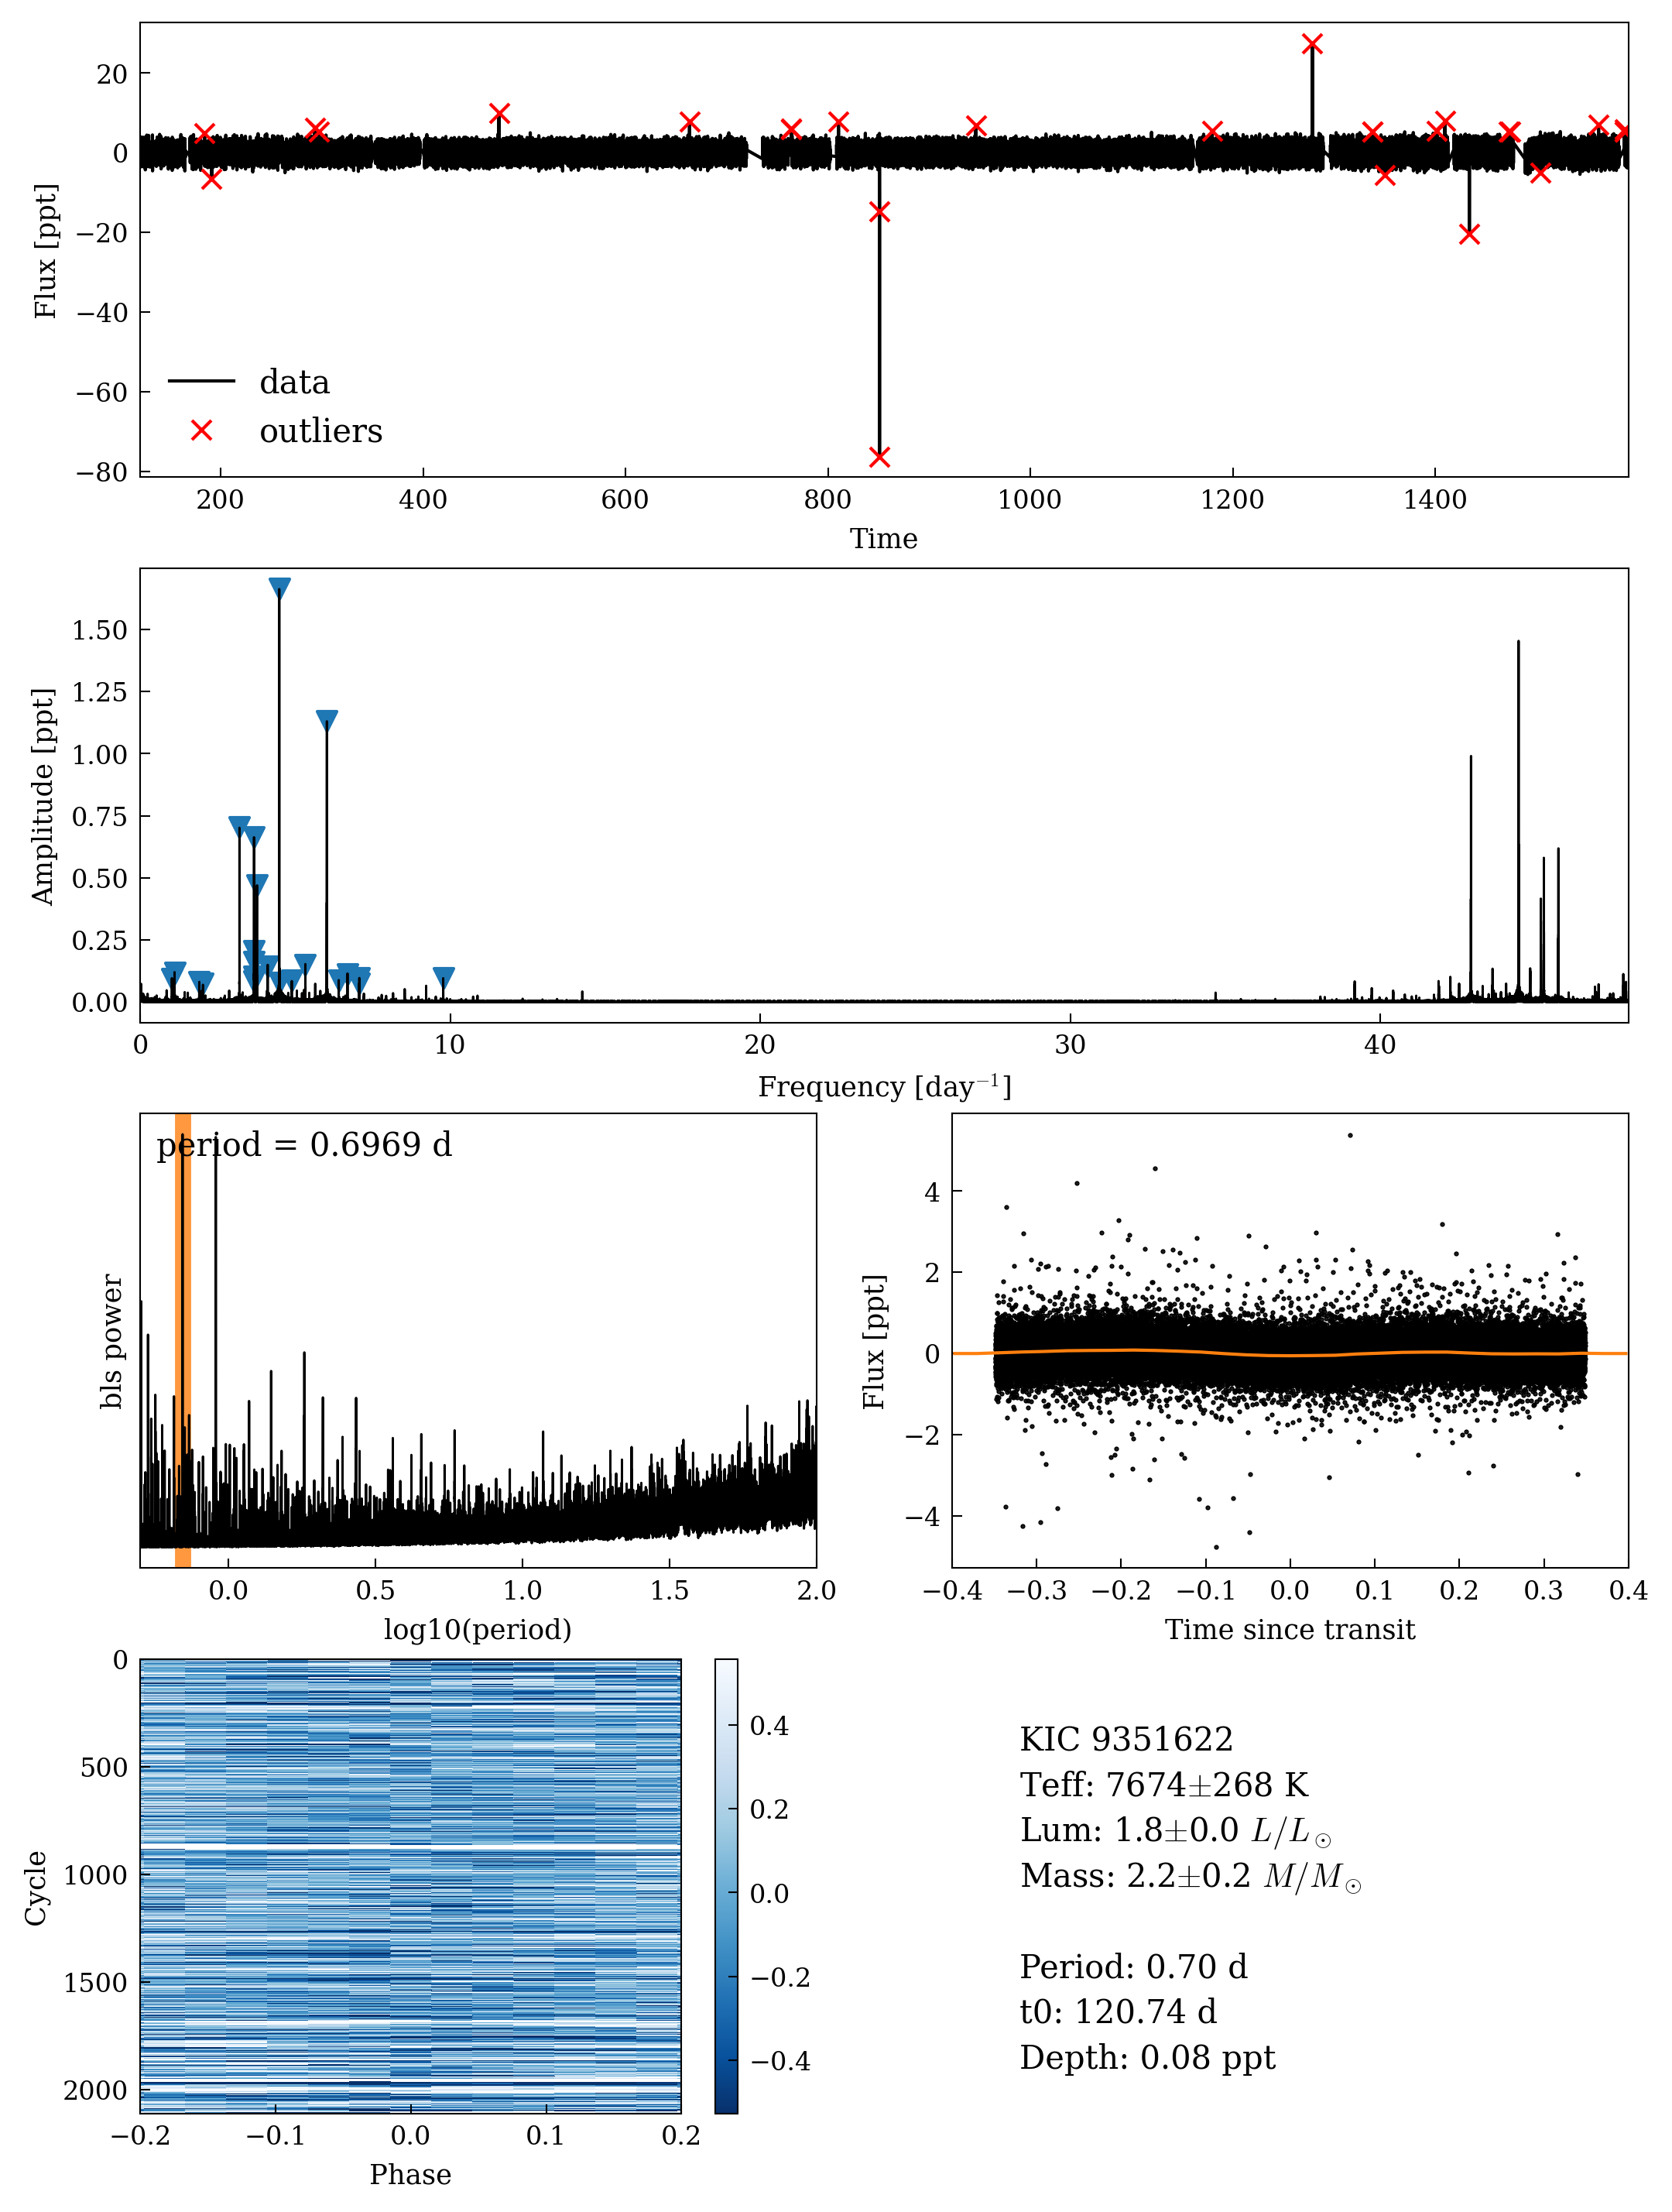 20
0
−20
−40
−60
−80
Flux [ppt]
data
outliers
200 400 600 800 1000 1200 1400
Time
1.50
1.25
1.00
0.75
0.50
0.25
0.00
Amplitude [ppt]
0 10 20 30 40
Frequency [day⁻¹]
period = 0.6969 d
bls power
0.0 0.5 1.0 1.5 2.0
log10(period)
4
2
0
−2
−4
Flux [ppt]
−0.4 −0.3 −0.2 −0.1 0.0 0.1 0.2 0.3 0.4
Time since transit
0
500
1000
1500
2000
Cycle
−0.2 −0.1 0.0 0.1 0.2
Phase
0.4
0.2
0.0
−0.2
−0.4
KIC 9351622
Teff: 7674±268 K
Lum: 1.8±0.0 L/L☉
Mass: 2.2±0.2 M/M☉
Period: 0.70 d
t0: 120.74 d
Depth: 0.08 ppt